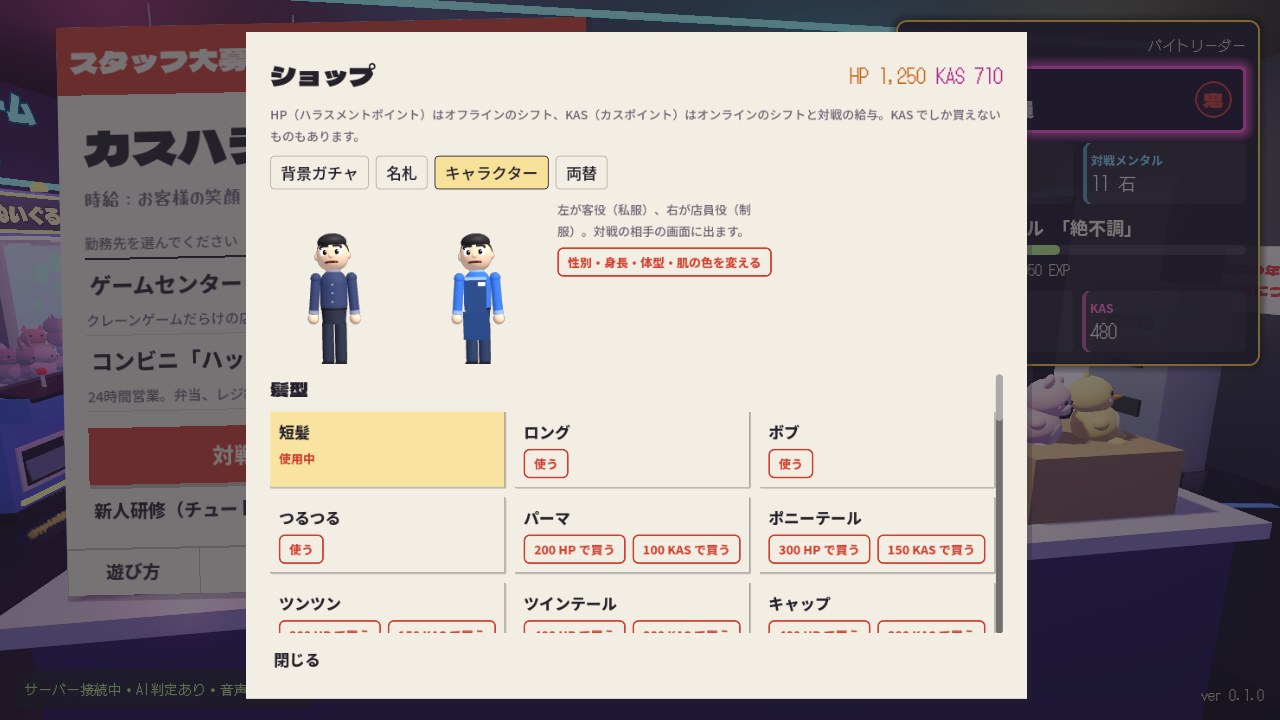 スタッフ大募
カスハラ
時給：お客様の笑顔
勤務先を選んでください
ゲームセンター
クレーンゲームだらけの店
コンビニ「ハッ
24時間営業。弁当、レジ
対戦
新人研修（チュート
遊び方
ぬいぐる
サーバー接続中・AI判定あり・音声
ショップ
HP 1,250 KAS 710
HP（ハラスメントポイント）はオフラインのシフト、KAS（カスポイント）はオンラインのシフトと対戦の給与。KAS でしか買えない
ものもあります。
背景ガチャ 名札 キャラクター 両替
左が客役（私服）、右が店員役（制
服）。対戦の相手の画面に出ます。
性別・身長・体型・肌の色を変える
髪型
短髪 ロング ボブ
使用中 使う 使う
つるつる パーマ ポニーテール
使う 200 HP で買う 100 KAS で買う 300 HP で買う 150 KAS で買う
ツンツン ツインテール キャップ
閉じる
バイトリーダー
対戦メンタル
11 石
ル 「絶不調」
50 EXP
KAS
480
ver 0.1.0